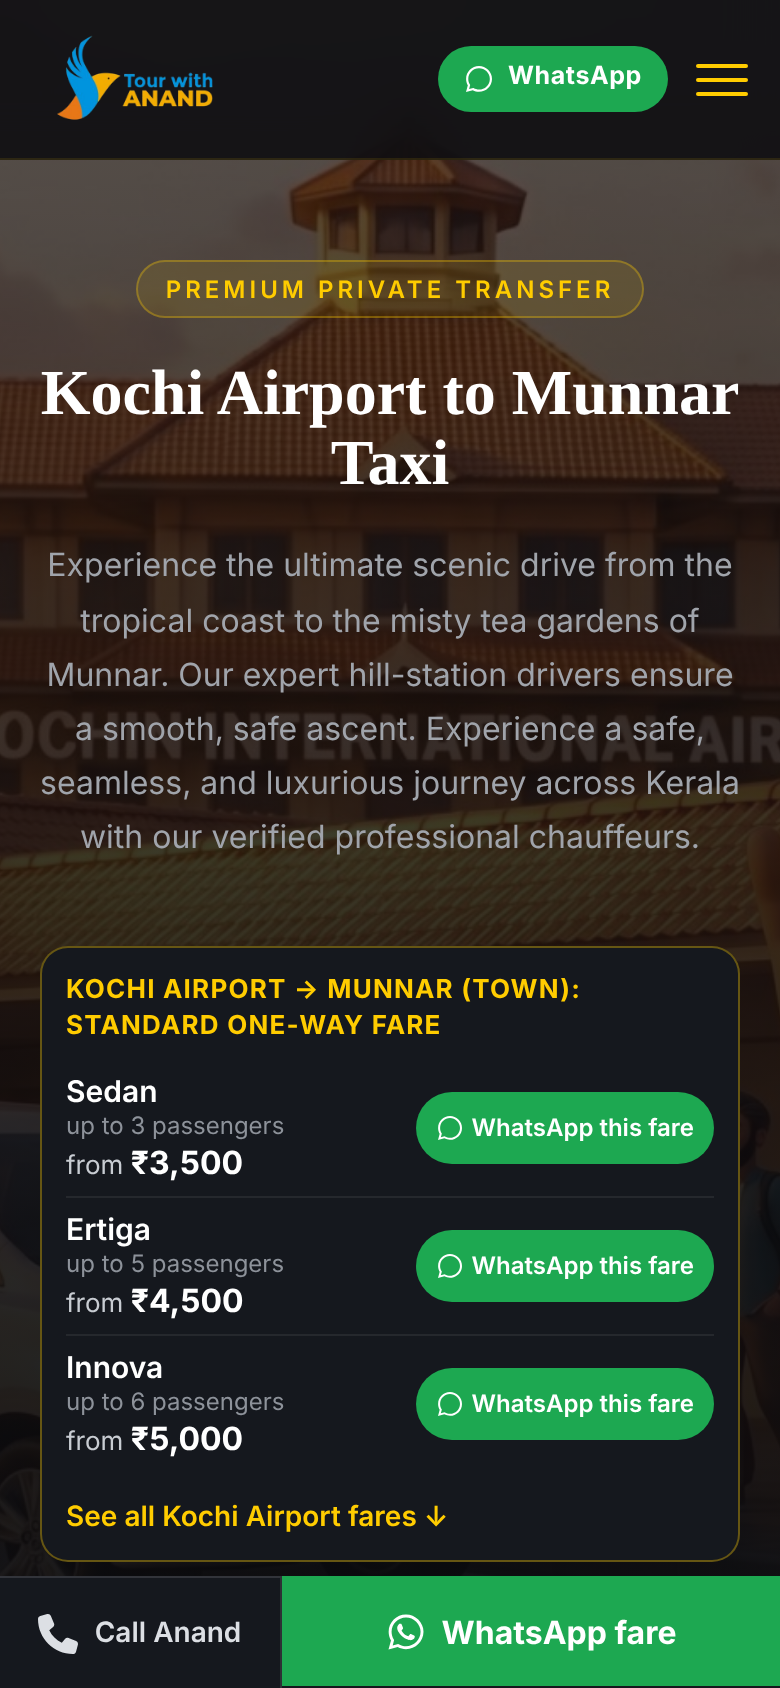 Tour with
ANAND
WhatsApp
PREMIUM PRIVATE TRANSFER
Kochi Airport to Munnar
Taxi
Experience the ultimate scenic drive from the
tropical coast to the misty tea gardens of
Munnar. Our expert hill-station drivers ensure
a smooth, safe ascent. Experience a safe,
seamless, and luxurious journey across Kerala
with our verified professional chauffeurs.
OCHIN INTERNATIONAL AIR
KOCHI AIRPORT → MUNNAR (TOWN):
STANDARD ONE-WAY FARE
Sedan
up to 3 passengers
from ₹3,500
WhatsApp this fare
Ertiga
up to 5 passengers
from ₹4,500
WhatsApp this fare
Innova
up to 6 passengers
from ₹5,000
WhatsApp this fare
See all Kochi Airport fares ↓
Call Anand
WhatsApp fare